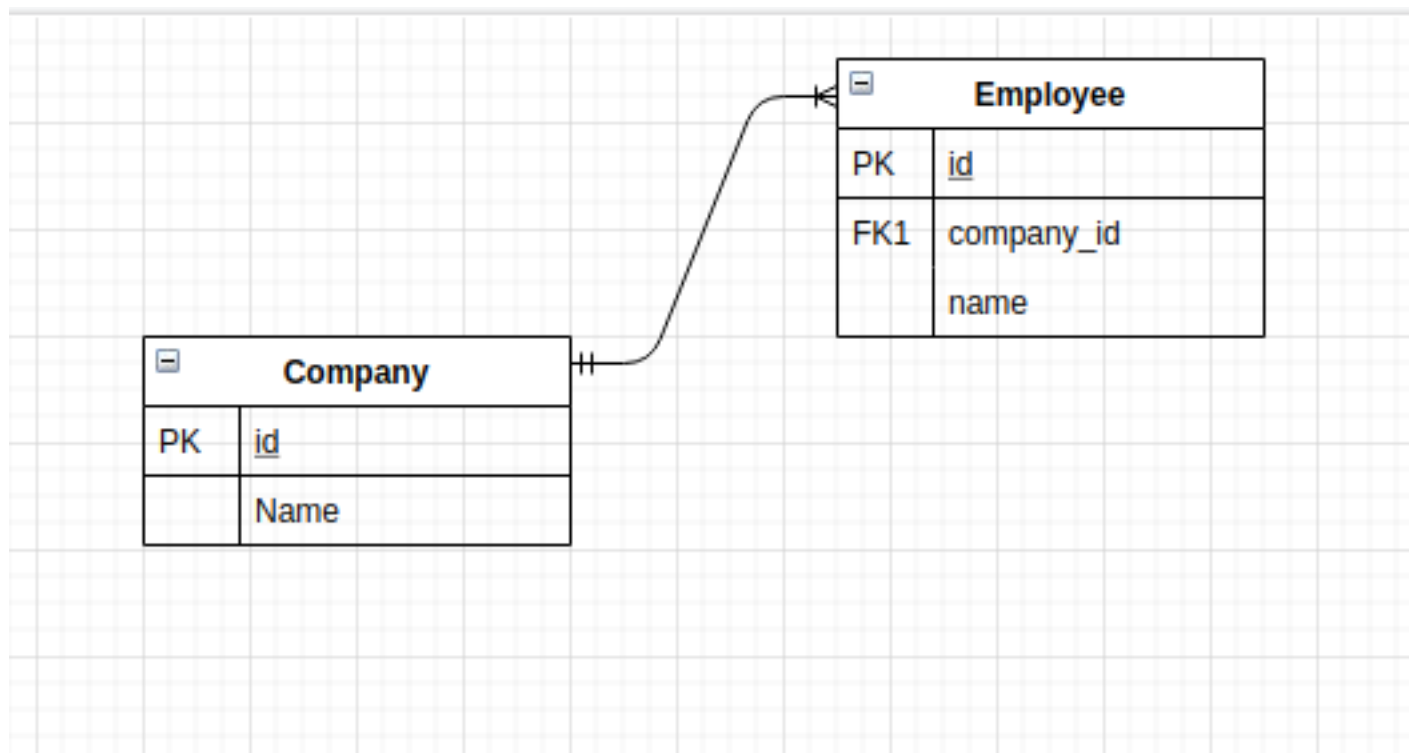 Employee
PK id
FK1 company_id
name
Company
PK id
Name